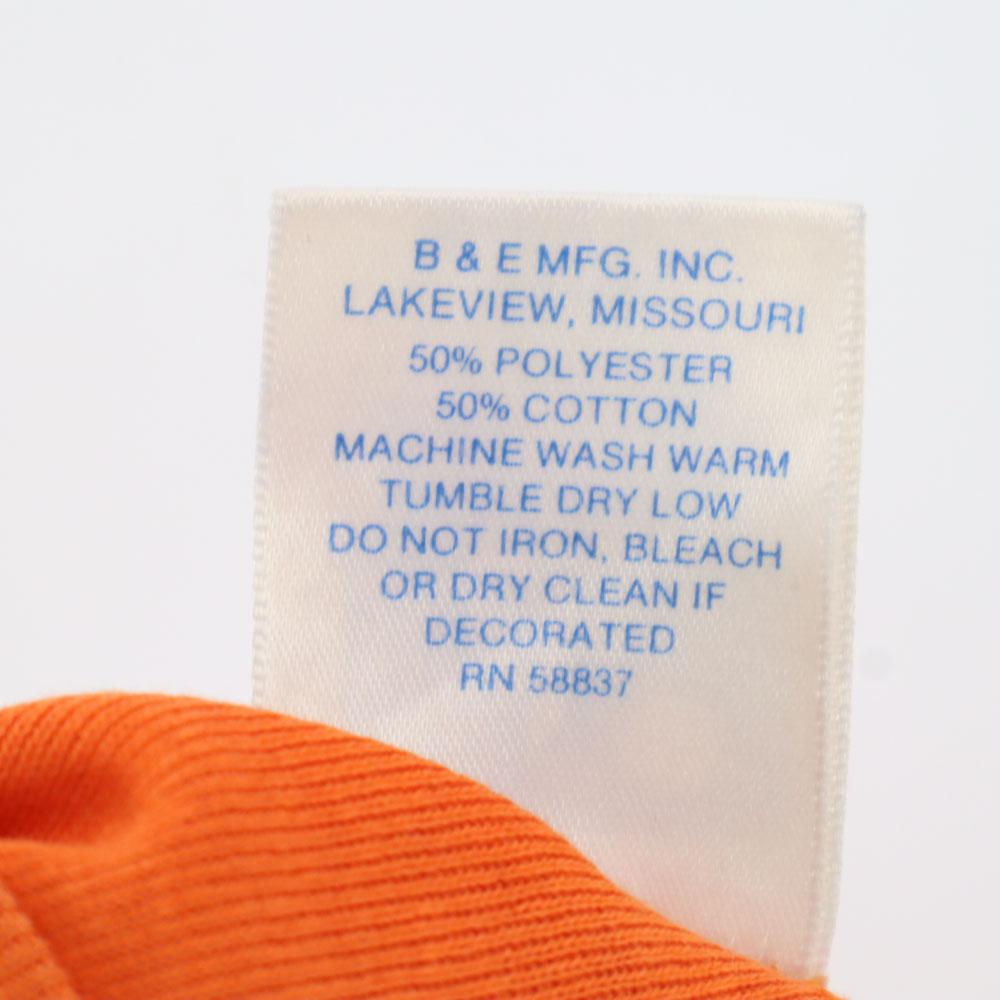 B & E MFG. INC.
LAKEVIEW, MISSOURI
50% POLYESTER
50% COTTON
MACHINE WASH WARM
TUMBLE DRY LOW
DO NOT IRON, BLEACH
OR DRY CLEAN IF
DECORATED
RN 58837